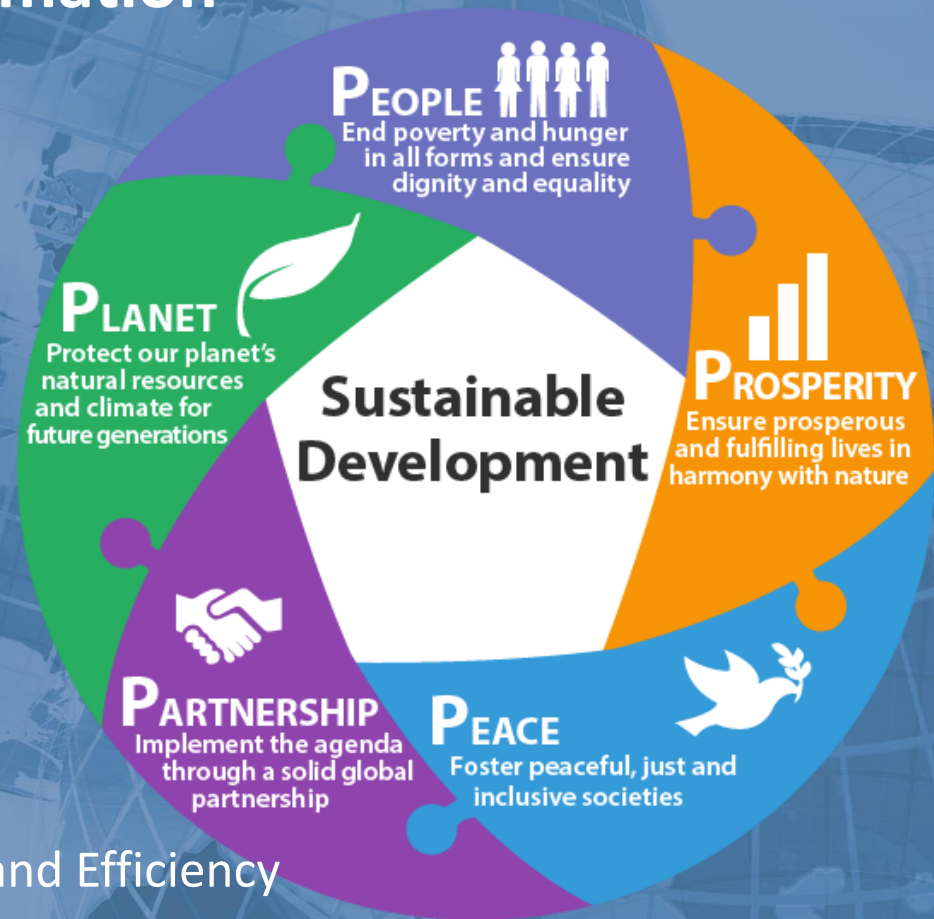 PEOPLE
End poverty and hunger
in all forms and ensure
dignity and equality
PROSPERITY
Ensure prosperous
and fulfilling lives in
harmony with nature
PEACE
Foster peaceful, just and
inclusive societies
PARTNERSHIP
Implement the agenda
through a solid global
partnership
PLANET
Protect our planet's
natural resources
and climate for
future generations
Sustainable
Development
and Efficiency